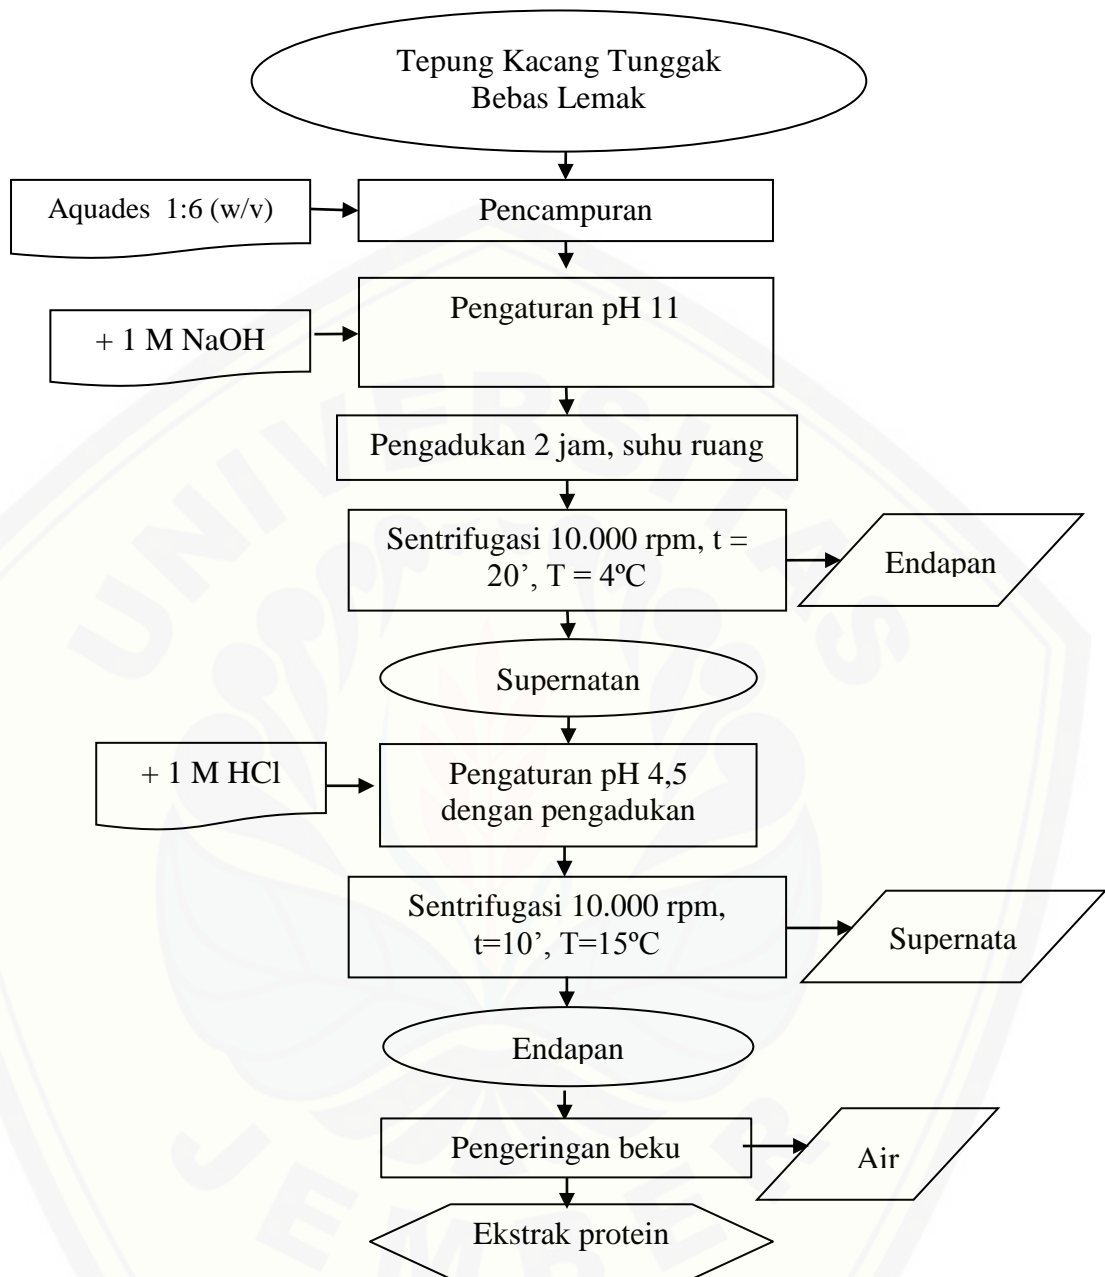 Tepung Kacang Tunggak
Bebas Lemak
Aquades  1:6 (w/v)
Pencampuran
Pengaturan pH 11
+ 1 M NaOH
Pengadukan 2 jam, suhu ruang
Sentrifugasi 10.000 rpm, t =
20’, T = 4ºC
Endapan
Supernatan
+ 1 M HCl
Pengaturan pH 4,5
dengan pengadukan
Sentrifugasi 10.000 rpm,
t=10’, T=15ºC
Supernata
Endapan
Pengeringan beku
Air
Ekstrak protein
UNIVERSITAS
JEMBER